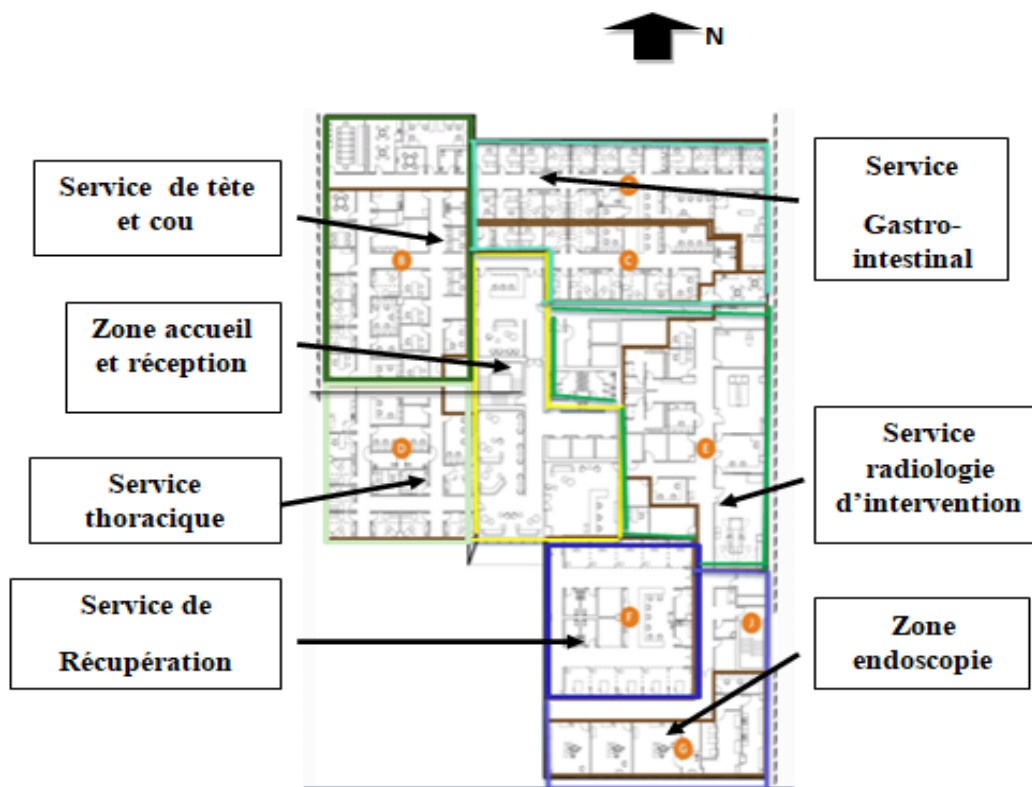 N
Service de tète
et cou
Zone accueil
et réception
Service
thoracique
Service de
Récupération
Service
Gastro-
intestinal
Service
radiologie
d'intervention
Zone
endoscopie
B
C
D
E
F
J
G